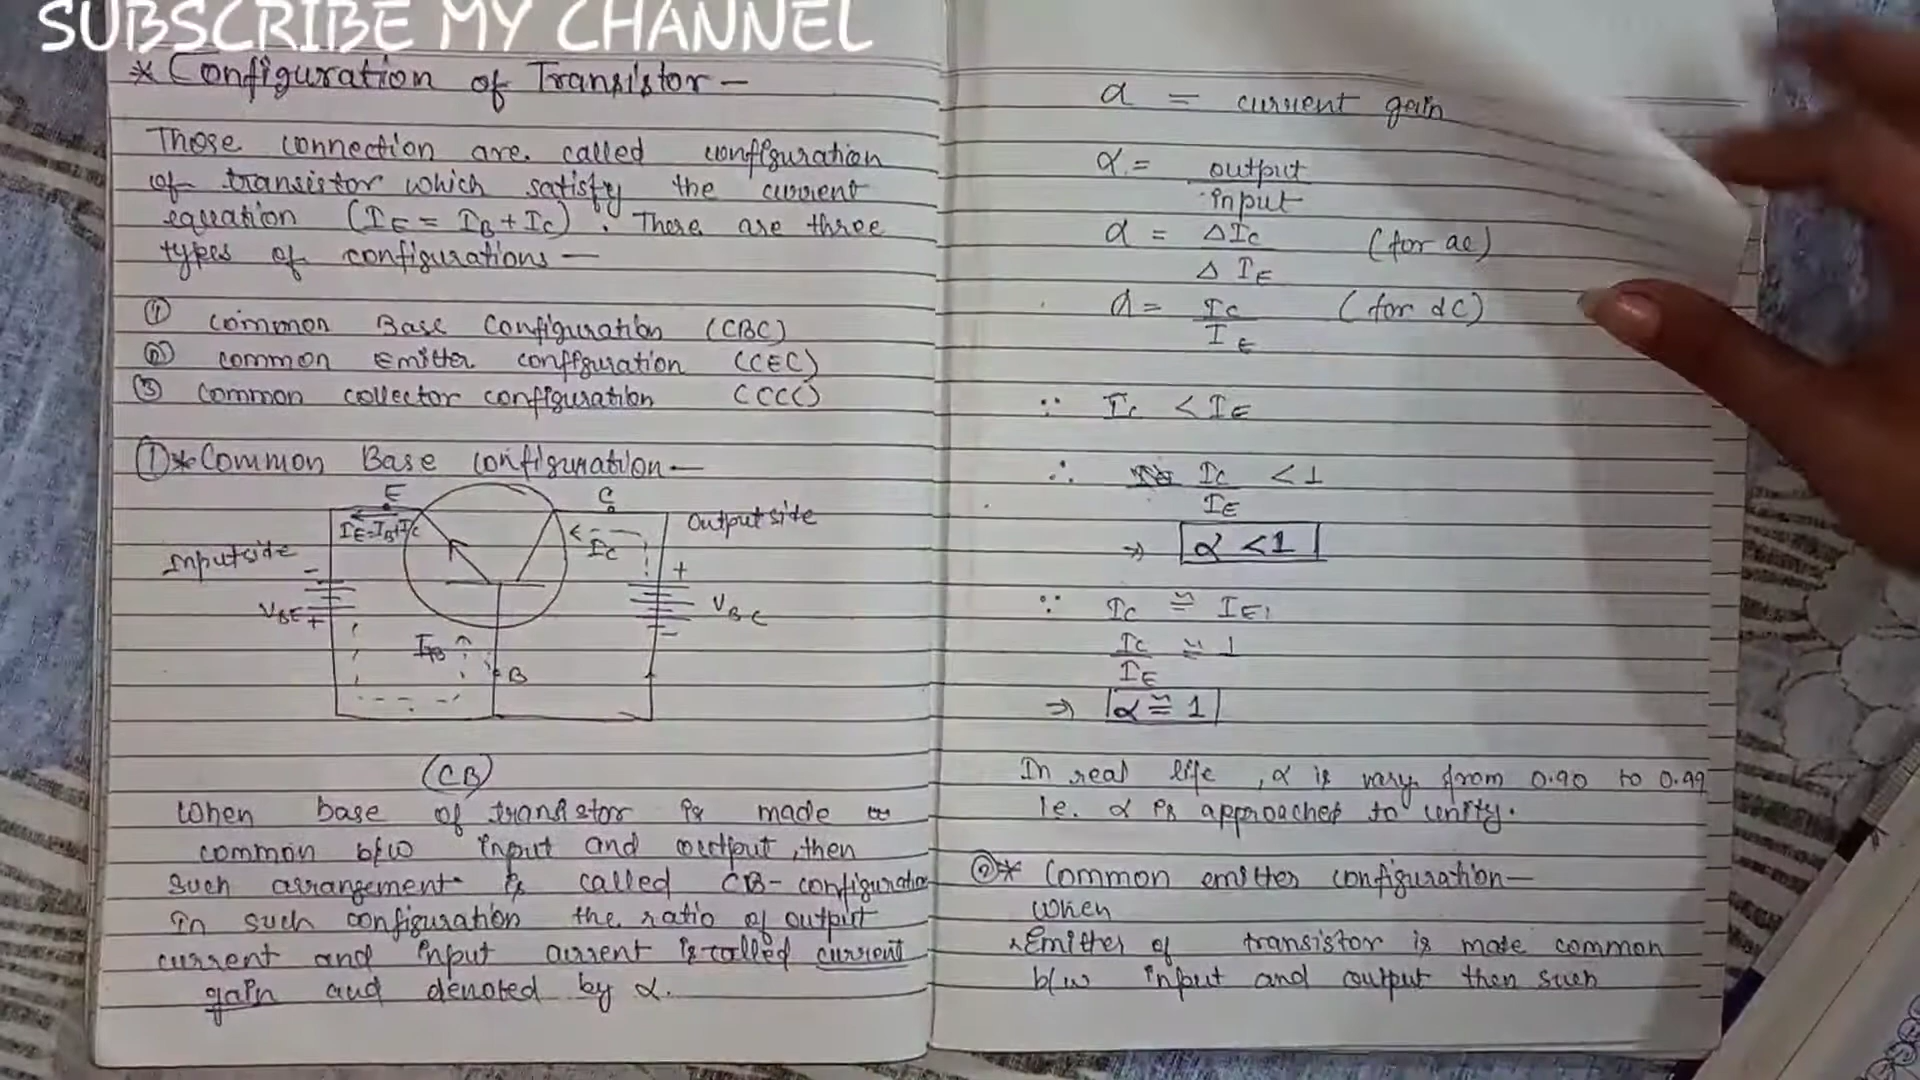 SUBSCRIBE MY CHANNEL
* Configuration of Transistor —
Those connection are called configuration
of transistor which satisfy the current
equation (IE = IB + IC). There are three
types of configurations —
① Common Base Configuration (CBC)
② common Emitter configuration (CEC)
③ common collector configuration (CCC)
①* Common Base Configuration —
E
C
IE=IB+IC
IC
Output side
Input side
-
+
VBE
+
VBC
-
IB
B
(CB)
When base of transistor is made
common b/w input and output, then
such arrangement is called CB- configuration
in such configuration the ratio of output
current and input current is called current
gain and denoted by α.
α = current gain
α = output
input
α = ΔIC (for ac)
Δ IE
α = IC (for dc)
IE
∵ IC < IE
∴ IC < 1
IE
⇒ α < 1
∵ IC ≅ IE,
IC ≅ 1
IE
⇒ α ≅ 1
In real life, α is vary from 0.90 to 0.99
ie. α is approaches to unity.
②* Common emitter configuration —
when
Emitter of transistor is made common
b/w input and output then such